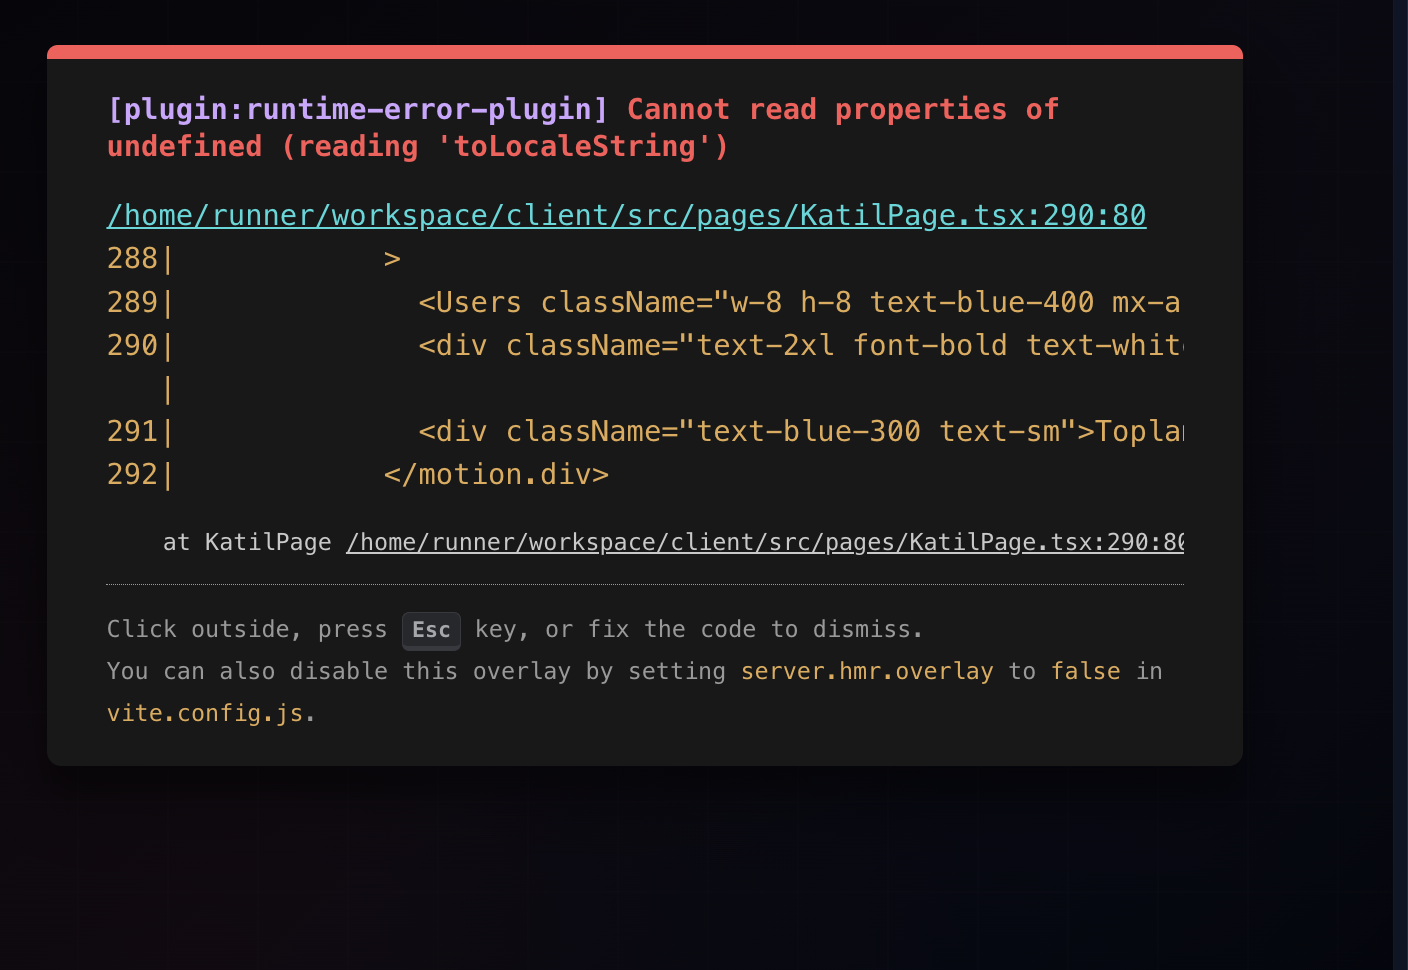 [plugin:runtime-error-plugin] Cannot read properties of
undefined (reading 'toLocaleString')
/home/runner/workspace/client/src/pages/KatilPage.tsx:290:80
288|            >
289|              <Users className="w-8 h-8 text-blue-400 mx-a
290|              <div className="text-2xl font-bold text-white
   |
291|              <div className="text-blue-300 text-sm">Toplam
292|            </motion.div>
at KatilPage /home/runner/workspace/client/src/pages/KatilPage.tsx:290:80
Click outside, press Esc key, or fix the code to dismiss.
You can also disable this overlay by setting server.hmr.overlay to false in
vite.config.js.